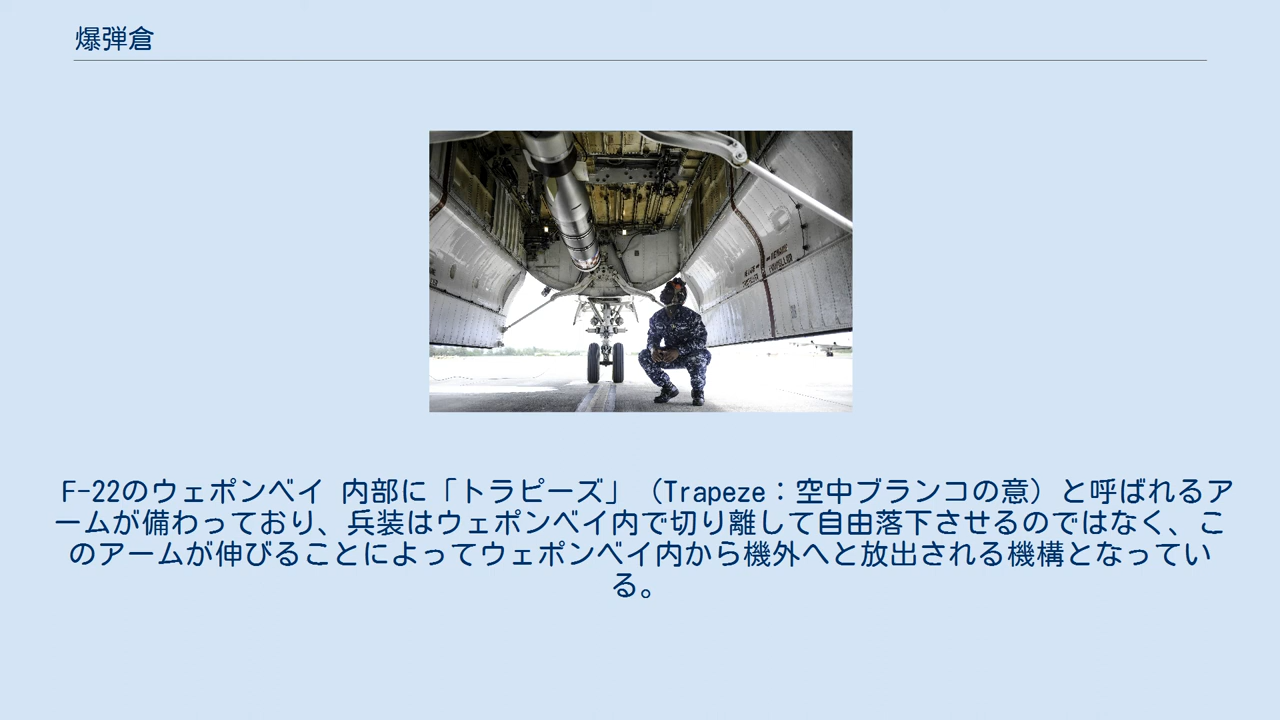 爆弾倉
F-22のウェポンベイ 内部に「トラピーズ」（Trapeze：空中ブランコの意）と呼ばれるア
ームが備わっており、兵装はウェポンベイ内で切り離して自由落下させるのではなく、こ
のアームが伸びることによってウェポンベイ内から機外へと放出される機構となってい
る。